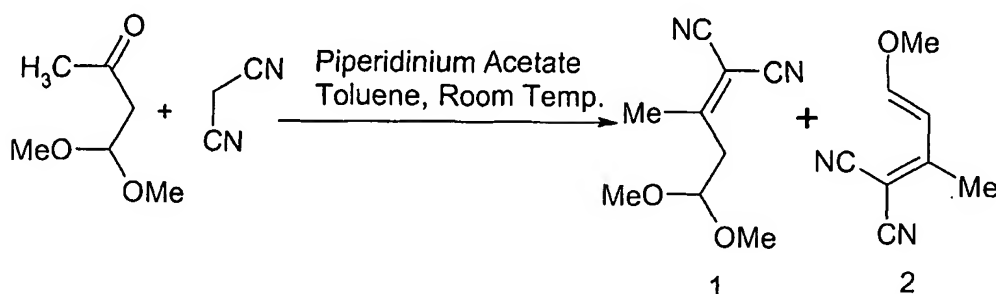 O
H₃C
+
MeO
OMe
CN
CN
Piperidinium Acetate
Toluene, Room Temp.
NC
CN
Me
MeO
OMe
1
+
OMe
NC
Me
CN
2